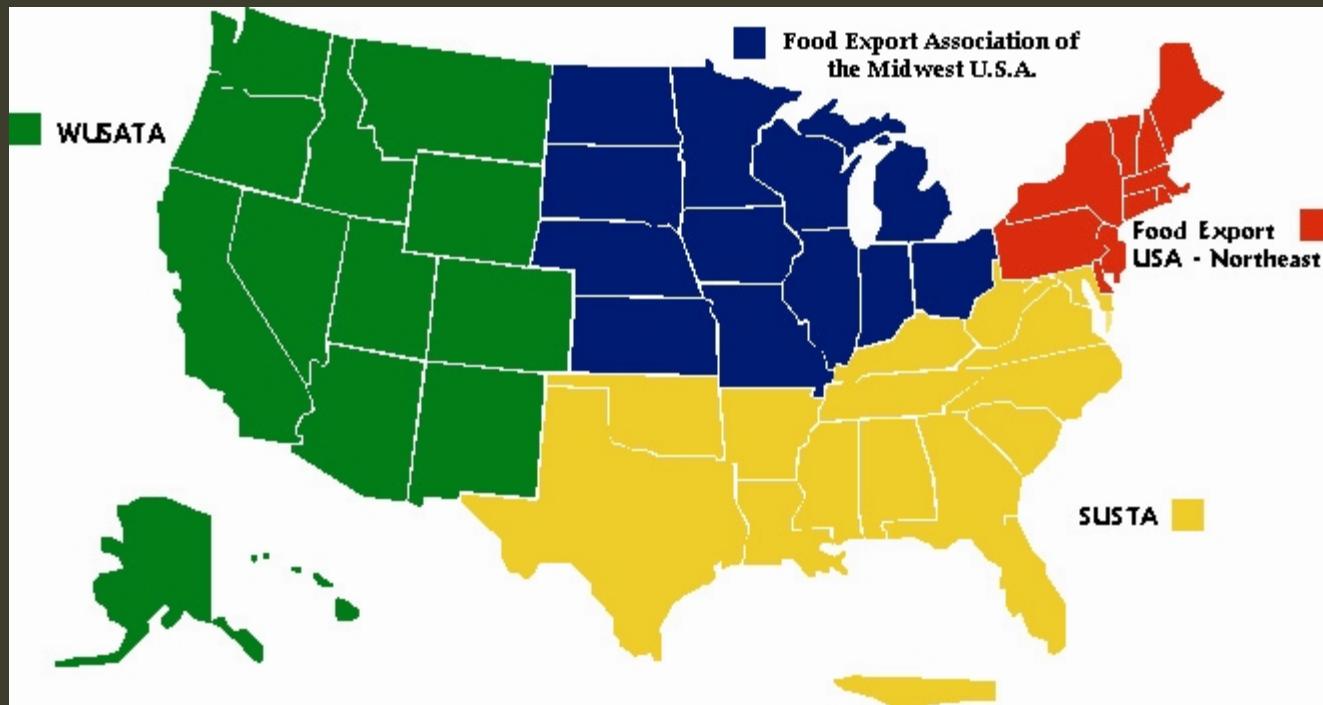 Food Export Association of
the Midwest U.S.A.
WUSATA
Food Export
USA - Northeast
SUSTA